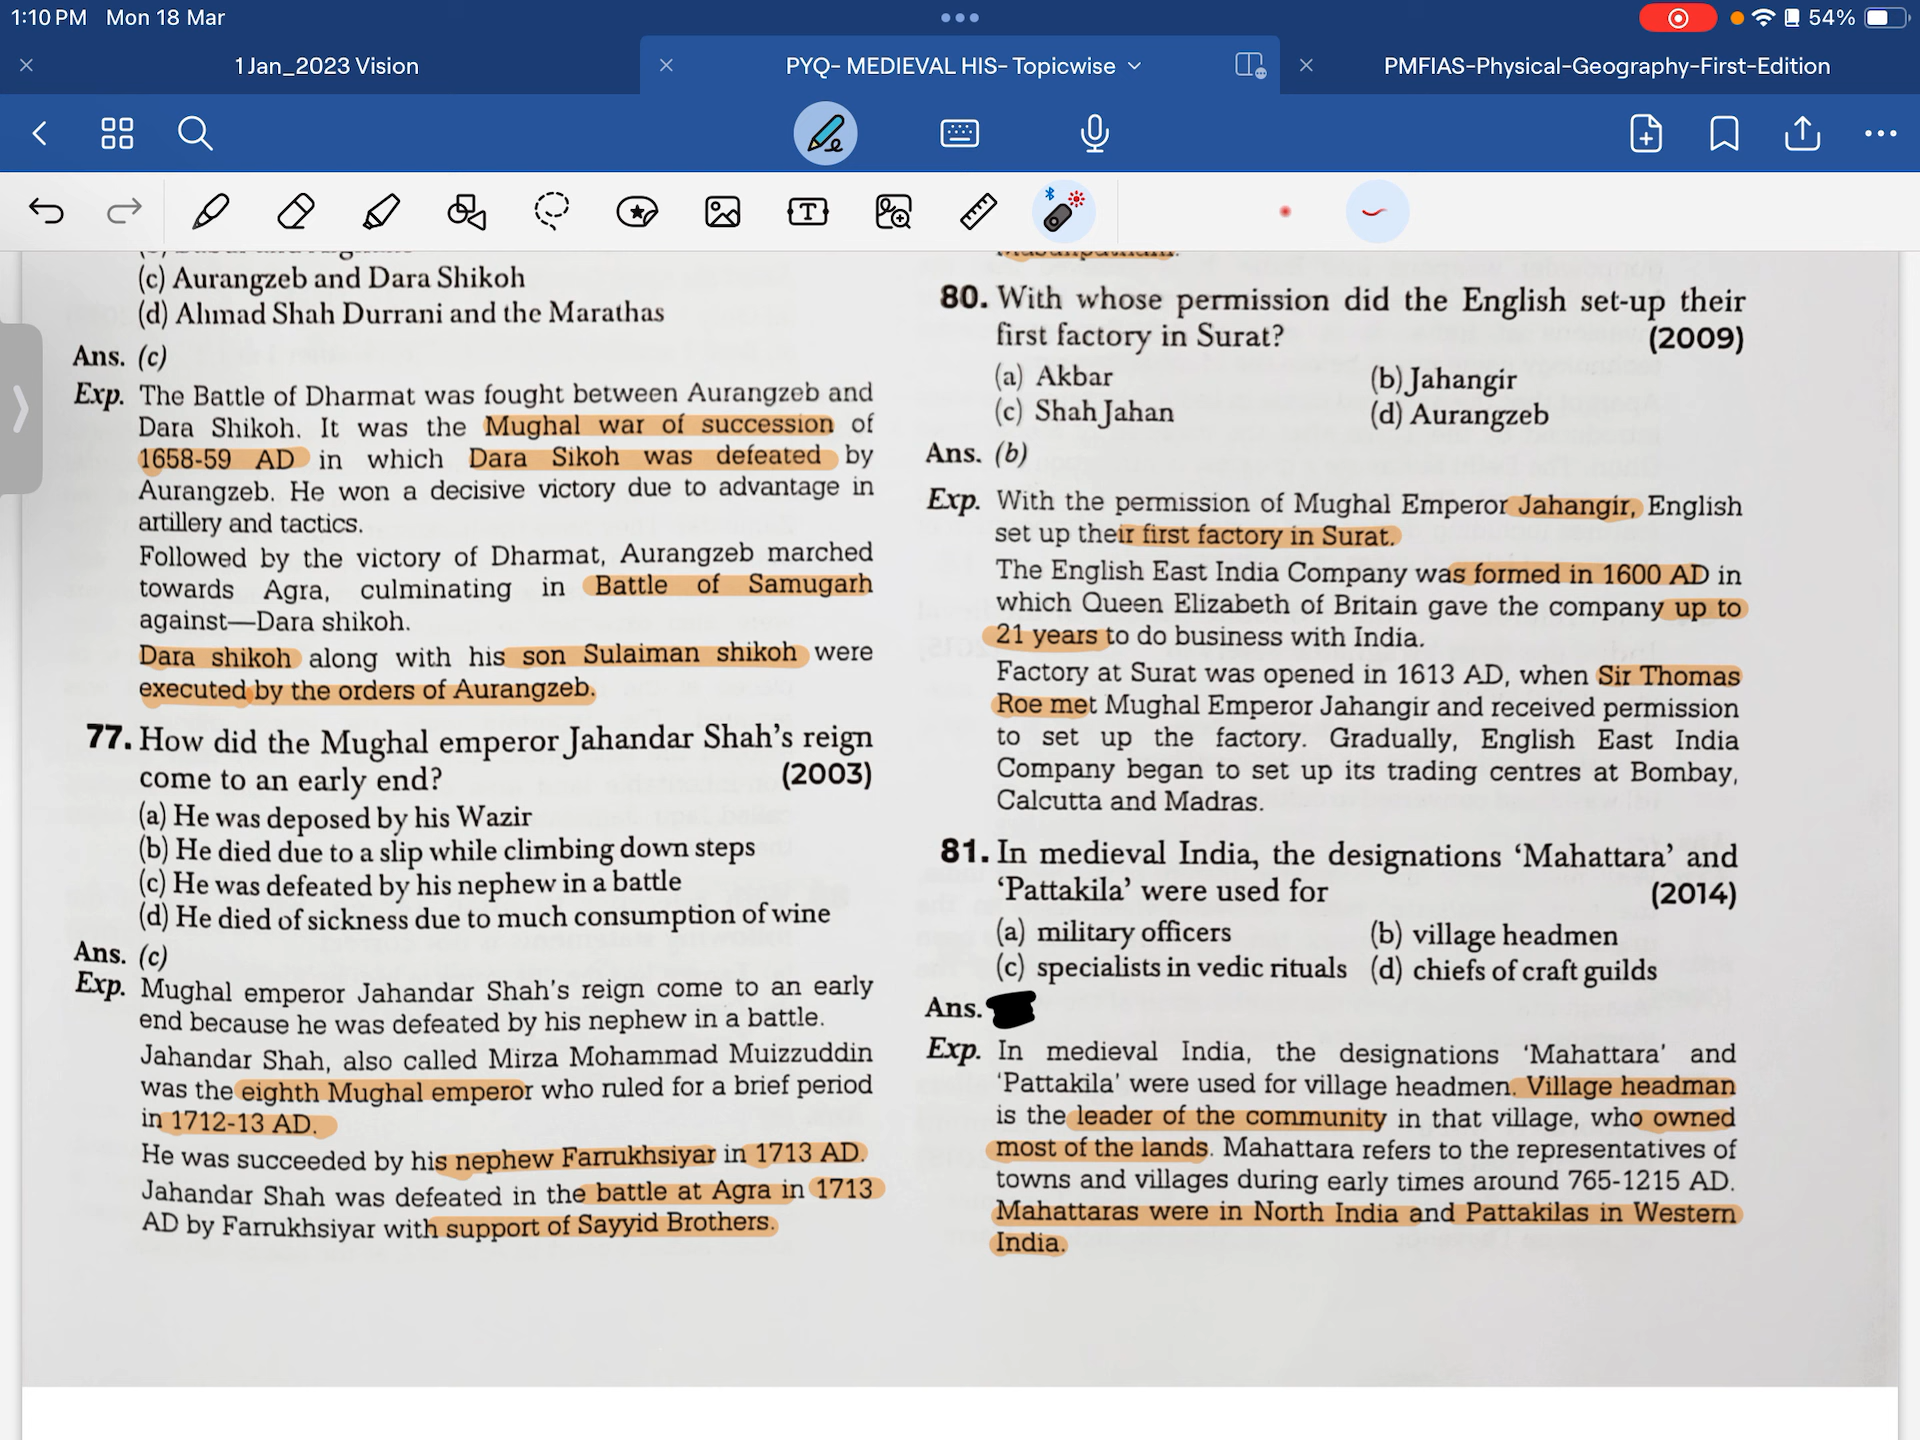 1:10 PM Mon 18 Mar
54%
1Jan_2023 Vision
PYQ- MEDIEVAL HIS- Topicwise
PMFIAS-Physical-Geography-First-Edition
(c) Aurangzeb and Dara Shikoh
(d) Ahmad Shah Durrani and the Marathas
Ans. (c)
Exp. The Battle of Dharmat was fought between Aurangzeb and
Dara Shikoh. It was the Mughal war of succession of
1658-59 AD in which Dara Sikoh was defeated by
Aurangzeb. He won a decisive victory due to advantage in
artillery and tactics.
Followed by the victory of Dharmat, Aurangzeb marched
towards Agra, culminating in Battle of Samugarh
against—Dara shikoh.
Dara shikoh along with his son Sulaiman shikoh were
executed by the orders of Aurangzeb.
77. How did the Mughal emperor Jahandar Shah's reign
come to an early end? (2003)
(a) He was deposed by his Wazir
(b) He died due to a slip while climbing down steps
(c) He was defeated by his nephew in a battle
(d) He died of sickness due to much consumption of wine
Ans. (c)
Exp. Mughal emperor Jahandar Shah's reign come to an early
end because he was defeated by his nephew in a battle.
Jahandar Shah, also called Mirza Mohammad Muizzuddin
was the eighth Mughal emperor who ruled for a brief period
in 1712-13 AD.
He was succeeded by his nephew Farrukhsiyar in 1713 AD.
Jahandar Shah was defeated in the battle at Agra in 1713
AD by Farrukhsiyar with support of Sayyid Brothers.
80. With whose permission did the English set-up their
first factory in Surat? (2009)
(a) Akbar (b) Jahangir
(c) Shah Jahan (d) Aurangzeb
Ans. (b)
Exp. With the permission of Mughal Emperor Jahangir, English
set up their first factory in Surat.
The English East India Company was formed in 1600 AD in
which Queen Elizabeth of Britain gave the company up to
21 years to do business with India.
Factory at Surat was opened in 1613 AD, when Sir Thomas
Roe met Mughal Emperor Jahangir and received permission
to set up the factory. Gradually, English East India
Company began to set up its trading centres at Bombay,
Calcutta and Madras.
81. In medieval India, the designations 'Mahattara' and
'Pattakila' were used for (2014)
(a) military officers (b) village headmen
(c) specialists in vedic rituals (d) chiefs of craft guilds
Ans.
Exp. In medieval India, the designations 'Mahattara' and
'Pattakila' were used for village headmen. Village headman
is the leader of the community in that village, who owned
most of the lands. Mahattara refers to the representatives of
towns and villages during early times around 765-1215 AD.
Mahattaras were in North India and Pattakilas in Western
India.